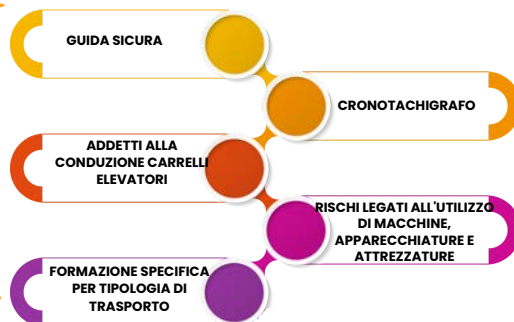 GUIDA SICURA
CRONOTACHIGRAFO
ADDETTI ALLA
CONDUZIONE CARRELLI
ELEVATORI
RISCHI LEGATI ALL'UTILIZZO
DI MACCHINE,
APPARECCHIATURE E
ATTREZZATURE
FORMAZIONE SPECIFICA
PER TIPOLOGIA DI
TRASPORTO